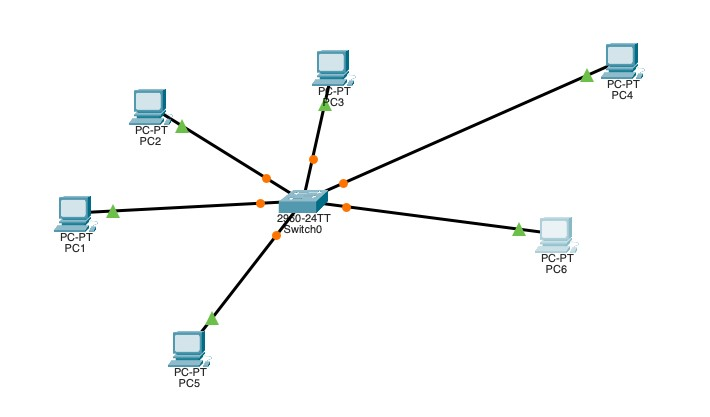 PC-PT
PC3
PC-PT
PC4
PC-PT
PC2
2960-24TT
Switch0
PC-PT
PC1
PC-PT
PC6
PC-PT
PC5